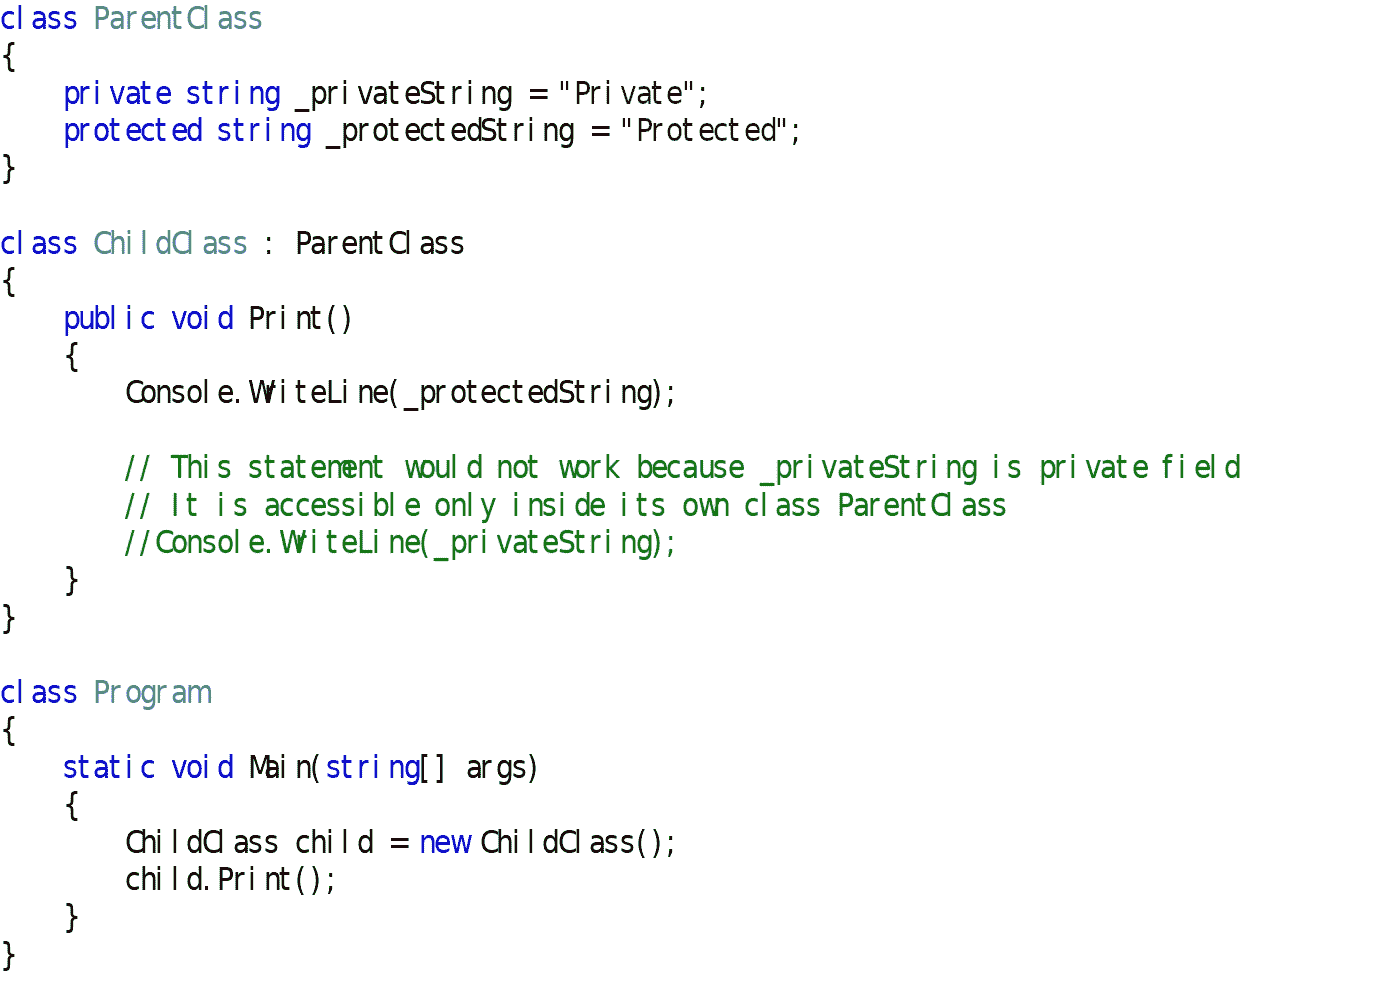 class ParentClass
{
    private string _privateString = "Private";
    protected string _protectedString = "Protected";
}

class ChildClass : ParentClass
{
    public void Print()
    {
        Console.WriteLine(_protectedString);

        // This statement would not work because _privateString is private field
        // It is accessible only inside its own class ParentClass
        //Console.WriteLine(_privateString);
    }
}

class Program
{
    static void Main(string[] args)
    {
        ChildClass child = new ChildClass();
        child.Print();
    }
}